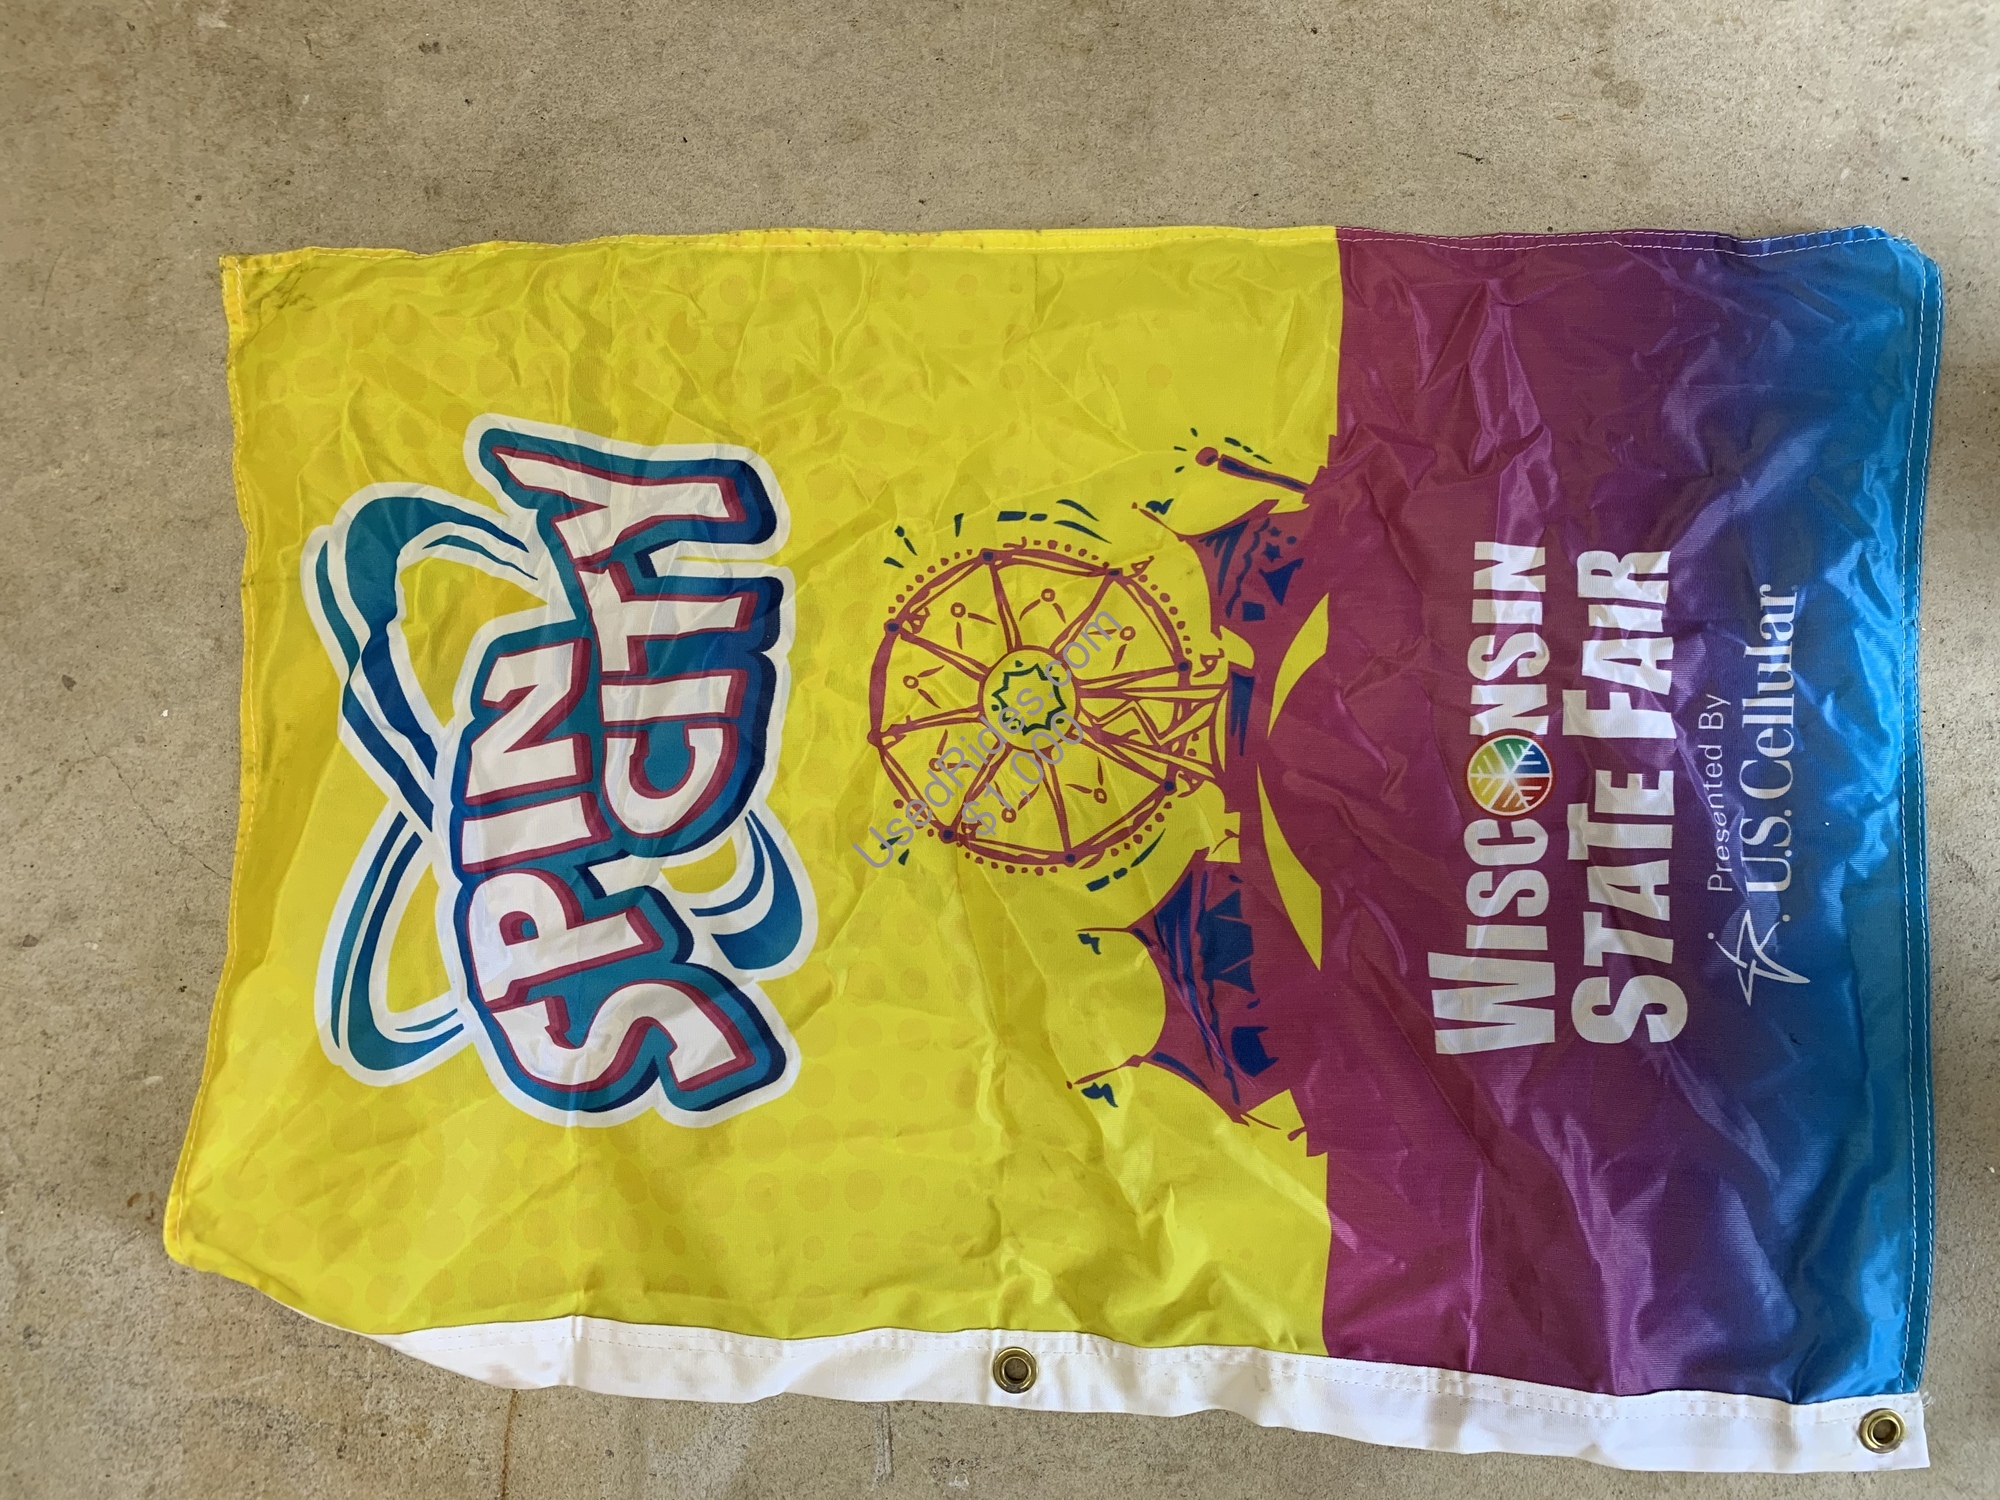 SPIN
CITY
WISCONSIN
STATE FAIR
Presented By
U.S. Cellular
UsedRides.com
$1,000